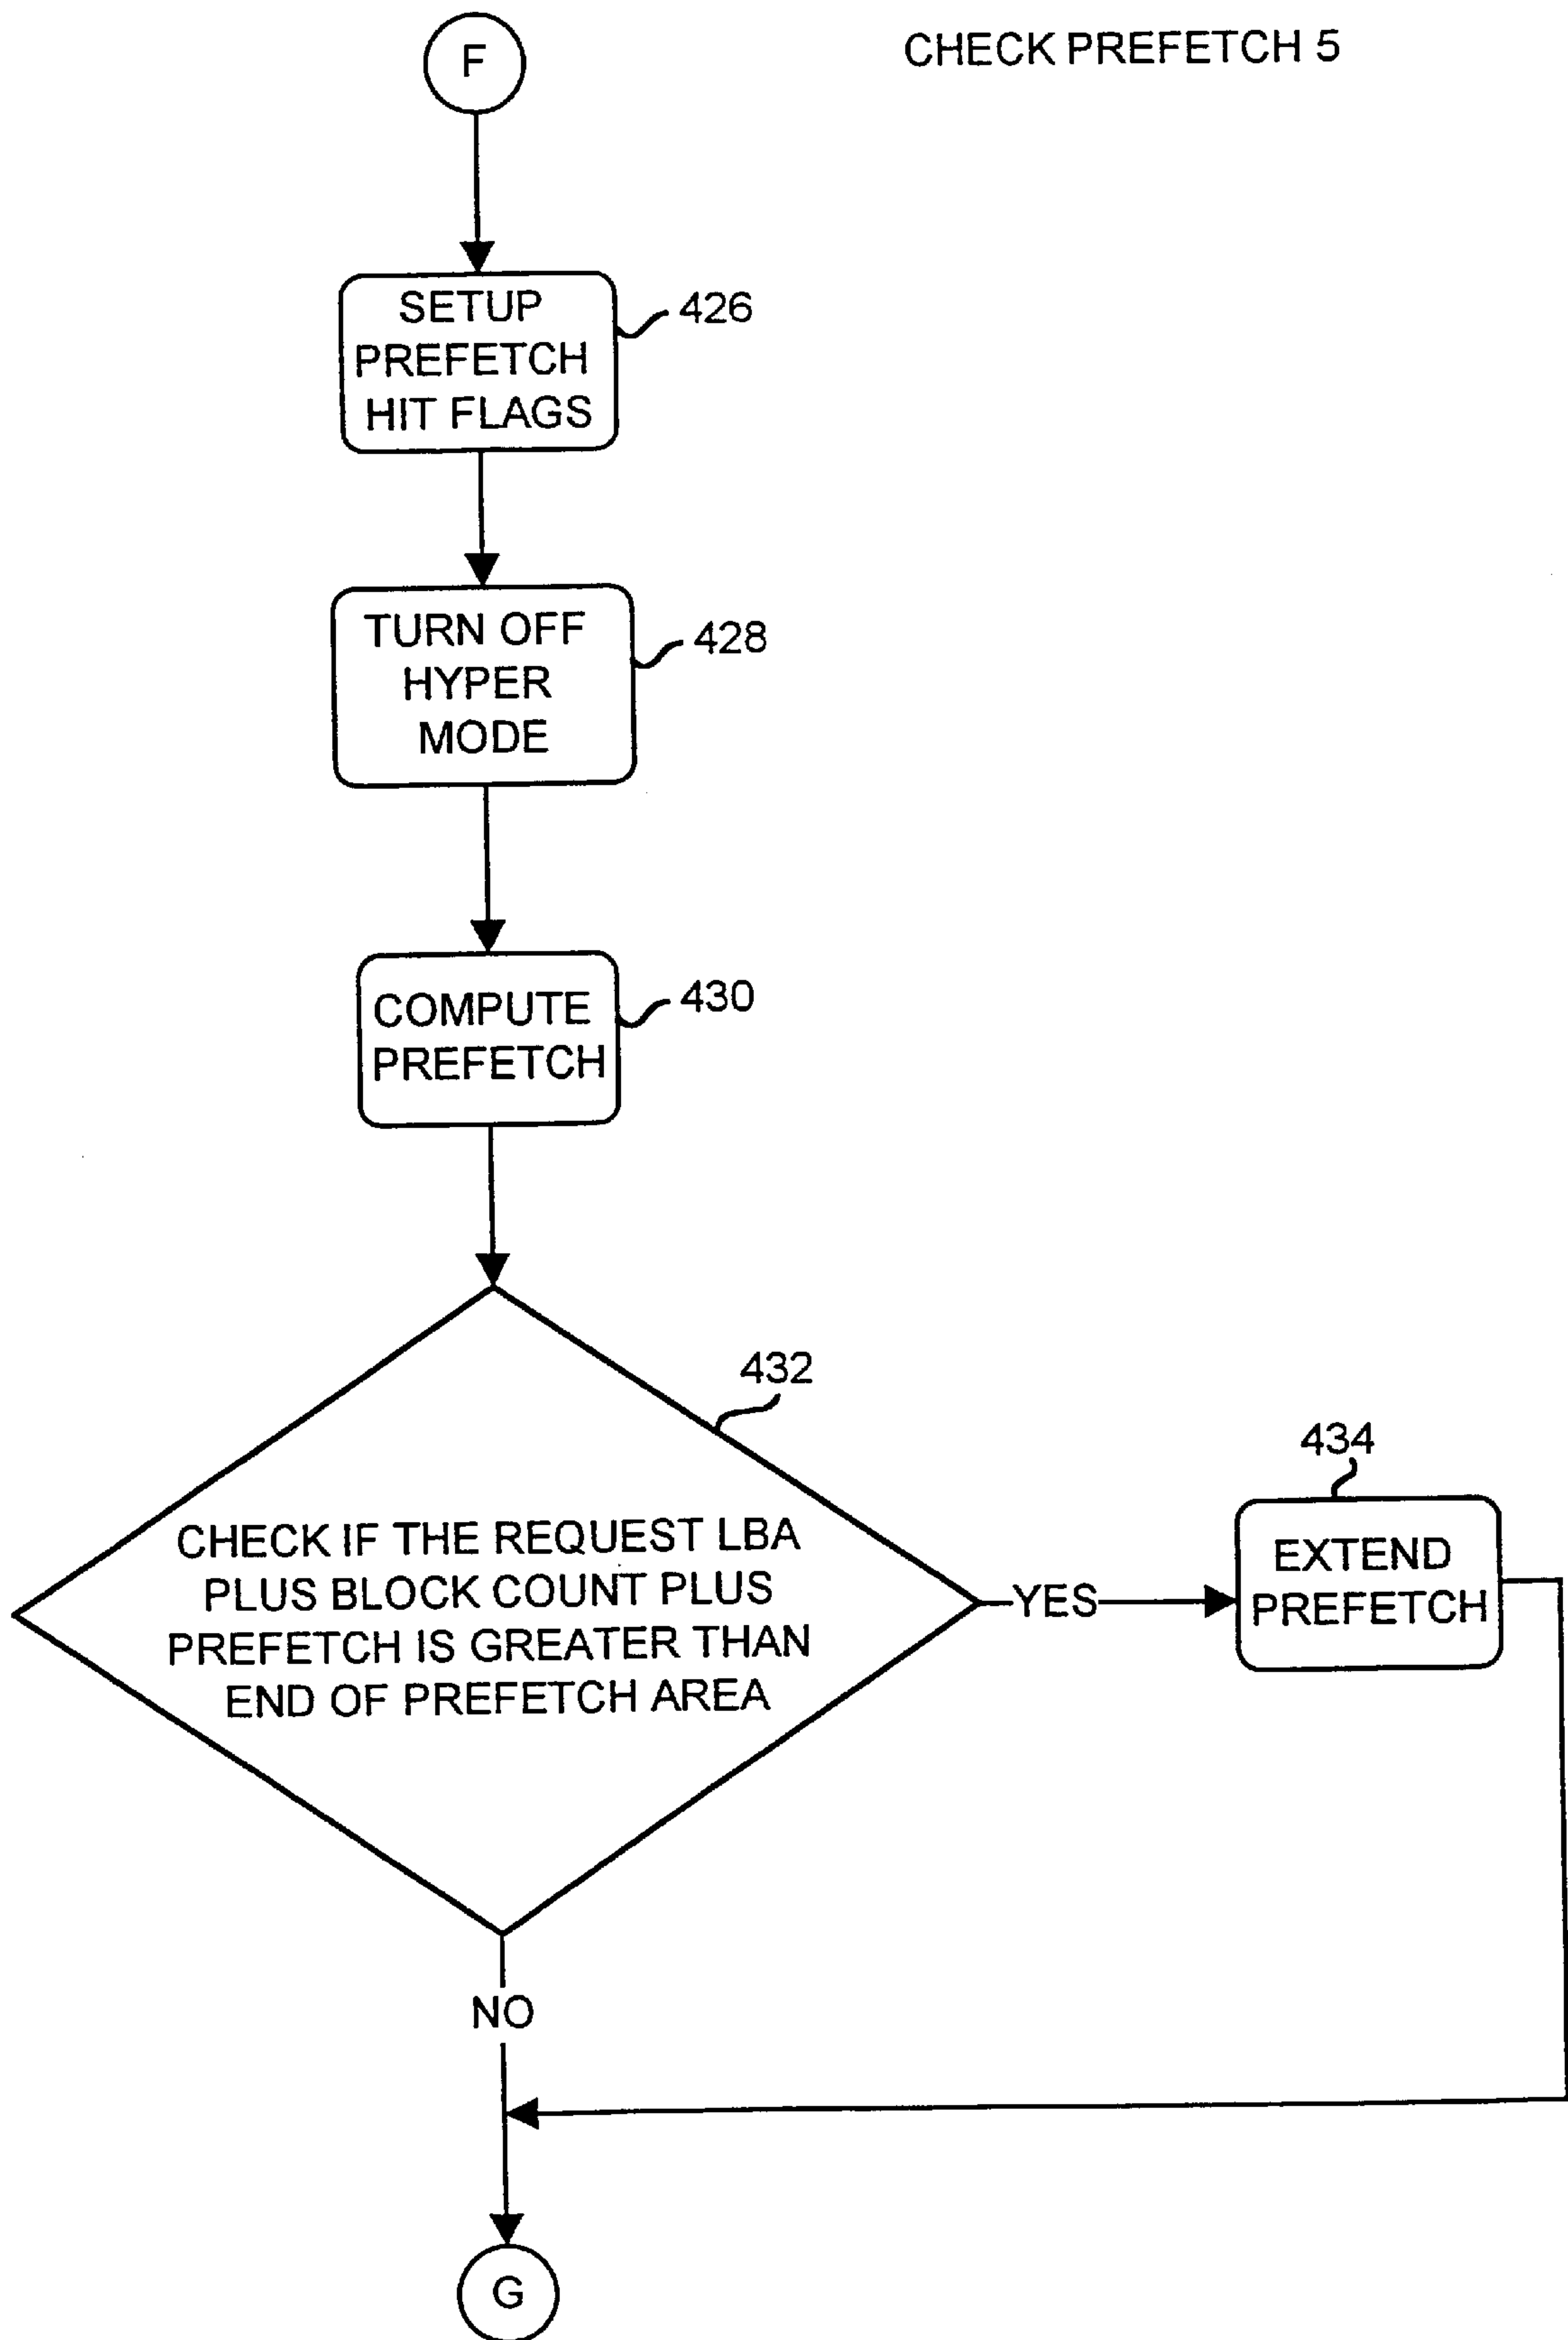 F
CHECK PREFETCH 5
SETUP
PREFETCH
HIT FLAGS
426
TURN OFF
HYPER
MODE
428
COMPUTE
PREFETCH
430
432
CHECK IF THE REQUEST LBA
PLUS BLOCK COUNT PLUS
PREFETCH IS GREATER THAN
END OF PREFETCH AREA
YES
434
EXTEND
PREFETCH
NO
G